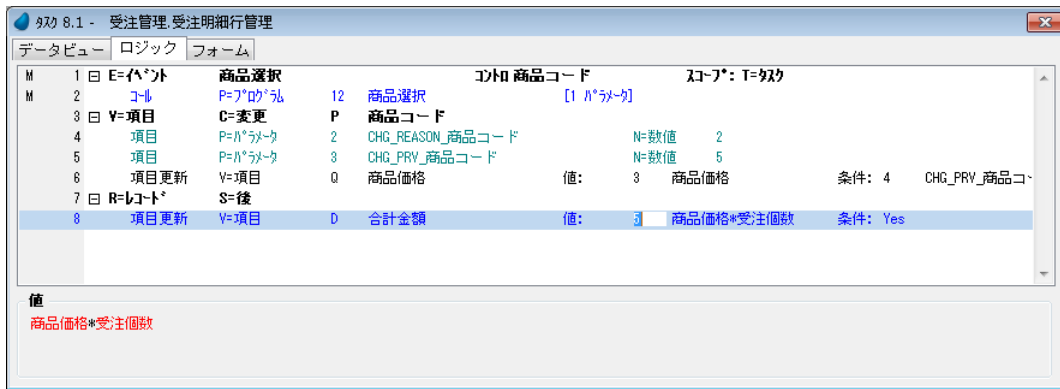 ﾀｽｸ 8.1 - 受注管理.受注明細行管理
データビュー ロジック フォーム
M 1 E=ｲﾍﾞﾝﾄ 商品選択 ｺﾝﾄﾛ 商品コード ｽｺｰﾌﾟ: T=ﾀｽｸ
M 2 ｺｰﾙ P=ﾌﾟﾛｸﾞﾗﾑ 12 商品選択 [1 ﾊﾟﾗﾒｰﾀ]
3 V=項目 C=変更 P 商品コード
4 項目 P=ﾊﾟﾗﾒｰﾀ 2 CHG_REASON_商品コード N=数値 2
5 項目 P=ﾊﾟﾗﾒｰﾀ 3 CHG_PRV_商品コード N=数値 5
6 項目更新 V=項目 Q 商品価格 値: 3 商品価格 条件: 4 CHG_PRV_商品コ
7 R=ﾚｺｰﾄﾞ S=後
8 項目更新 V=項目 D 合計金額 値: 5 商品価格*受注個数 条件: Yes
値
商品価格*受注個数